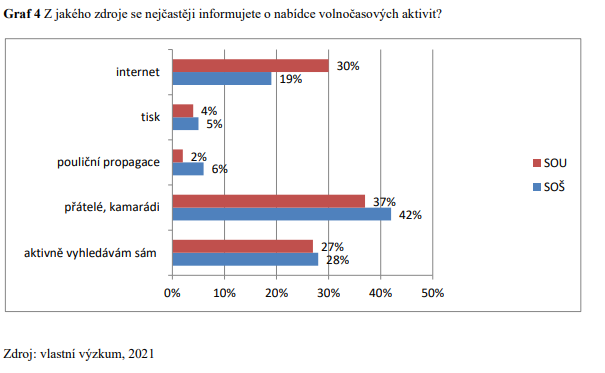 Graf 4 Z jakého zdroje se nejčastěji informujete o nabídce volnočasových aktivit?
internet
30%
19%
tisk
4%
5%
pouliční propagace
2%
6%
přátelé, kamarádi
37%
42%
aktivně vyhledávám sám
27%
28%
SOU
SOŠ
0% 10% 20% 30% 40% 50%
Zdroj: vlastní výzkum, 2021